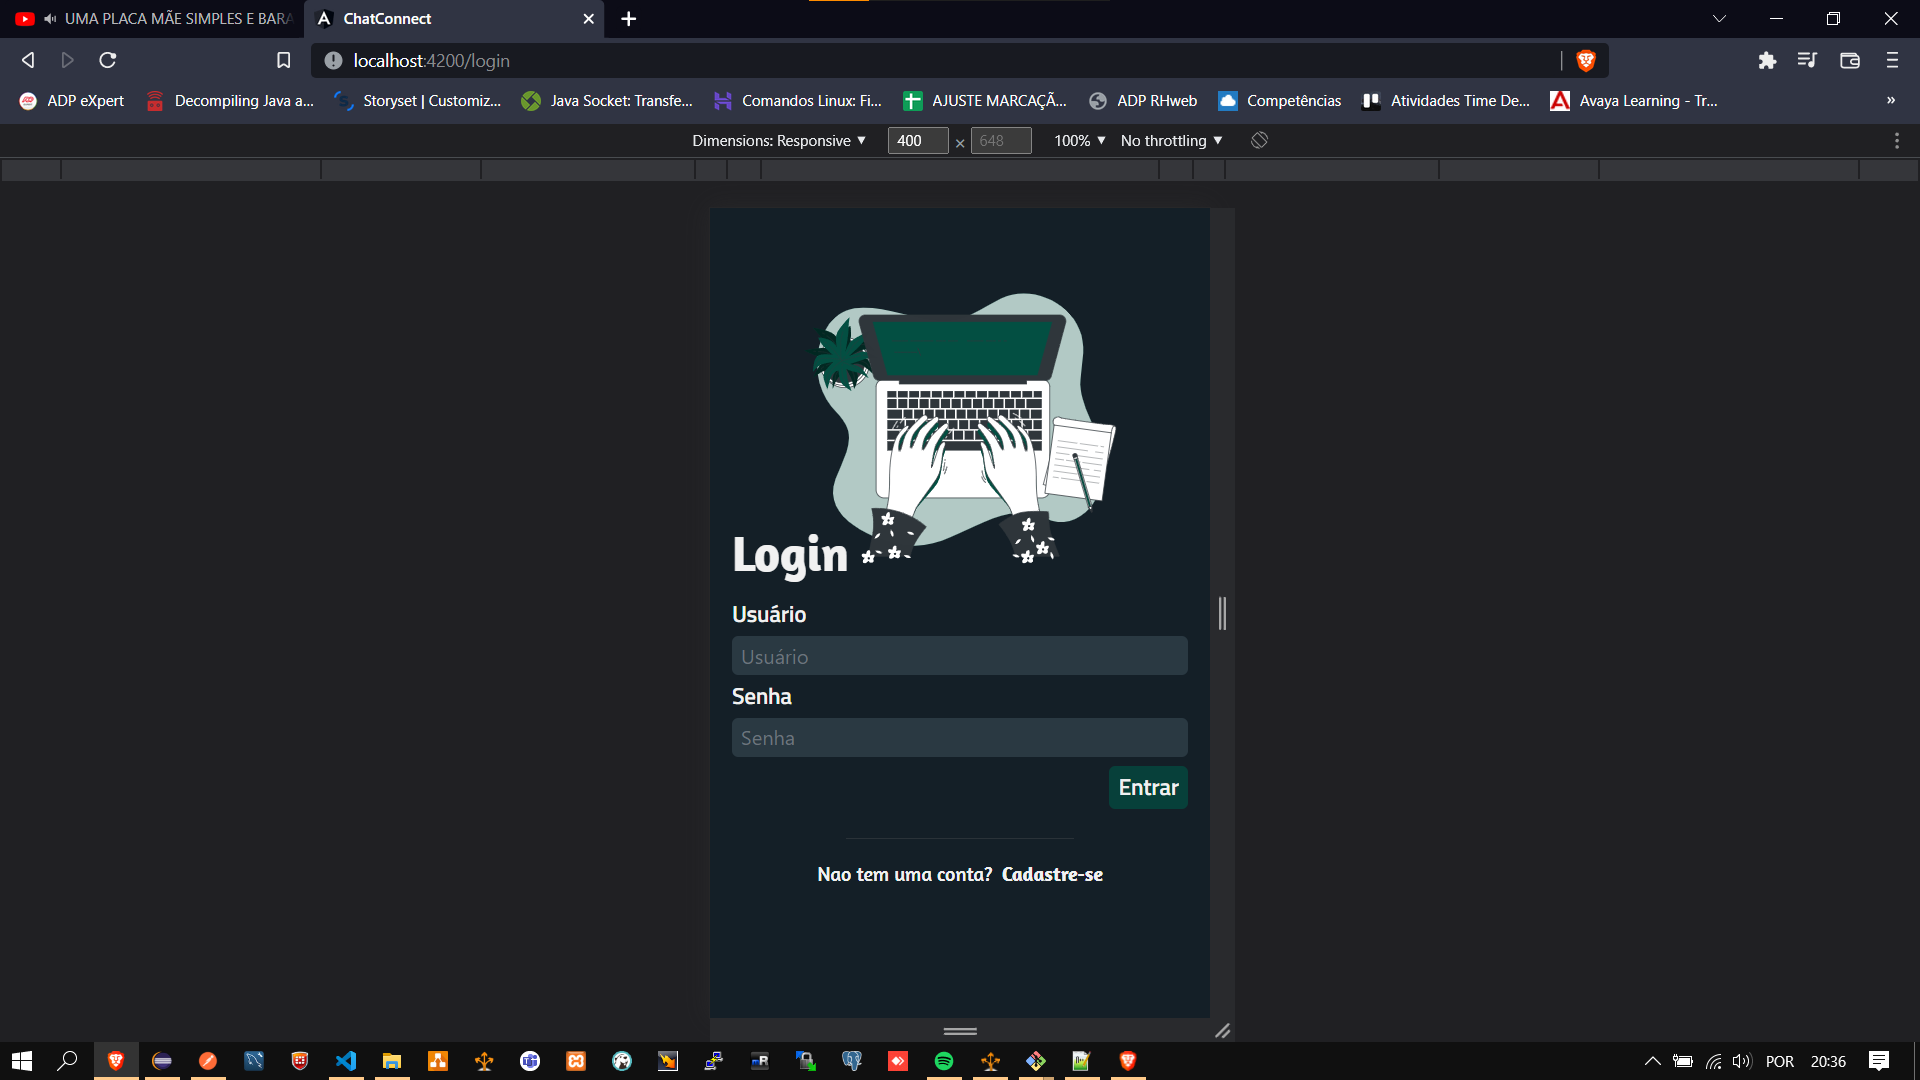 UMA PLACA MÃE SIMPLES E BARA
ChatConnect
localhost:4200/login
ADP eXpert
Decompiling Java a...
Storyset | Customiz...
Java Socket: Transfe...
Comandos Linux: Fi...
AJUSTE MARCAÇÃ...
ADP RHweb
Competências
Atividades Time De...
Avaya Learning - Tr...
»
Dimensions: Responsive
400 × 648
100%
No throttling
Login
Usuário
Usuário
Senha
Senha
Entrar
Nao tem uma conta? Cadastre-se
POR
20:36